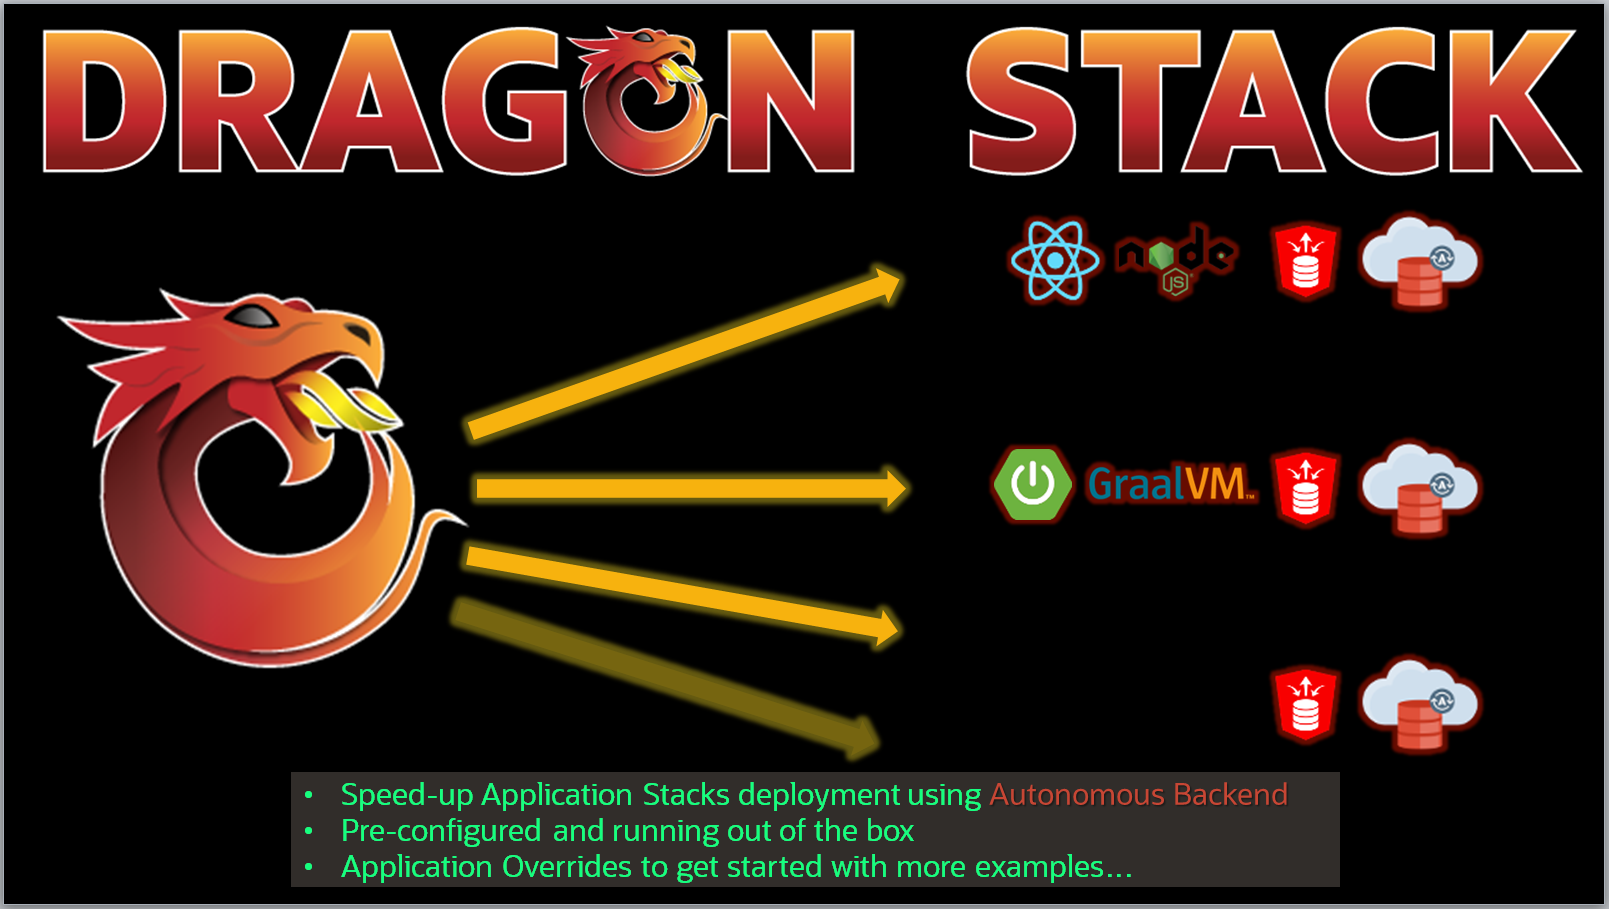 DRAGON STACK
node
JS
GraalVM™
A
A
A
• Speed-up Application Stacks deployment using Autonomous Backend
• Pre-configured and running out of the box
• Application Overrides to get started with more examples...